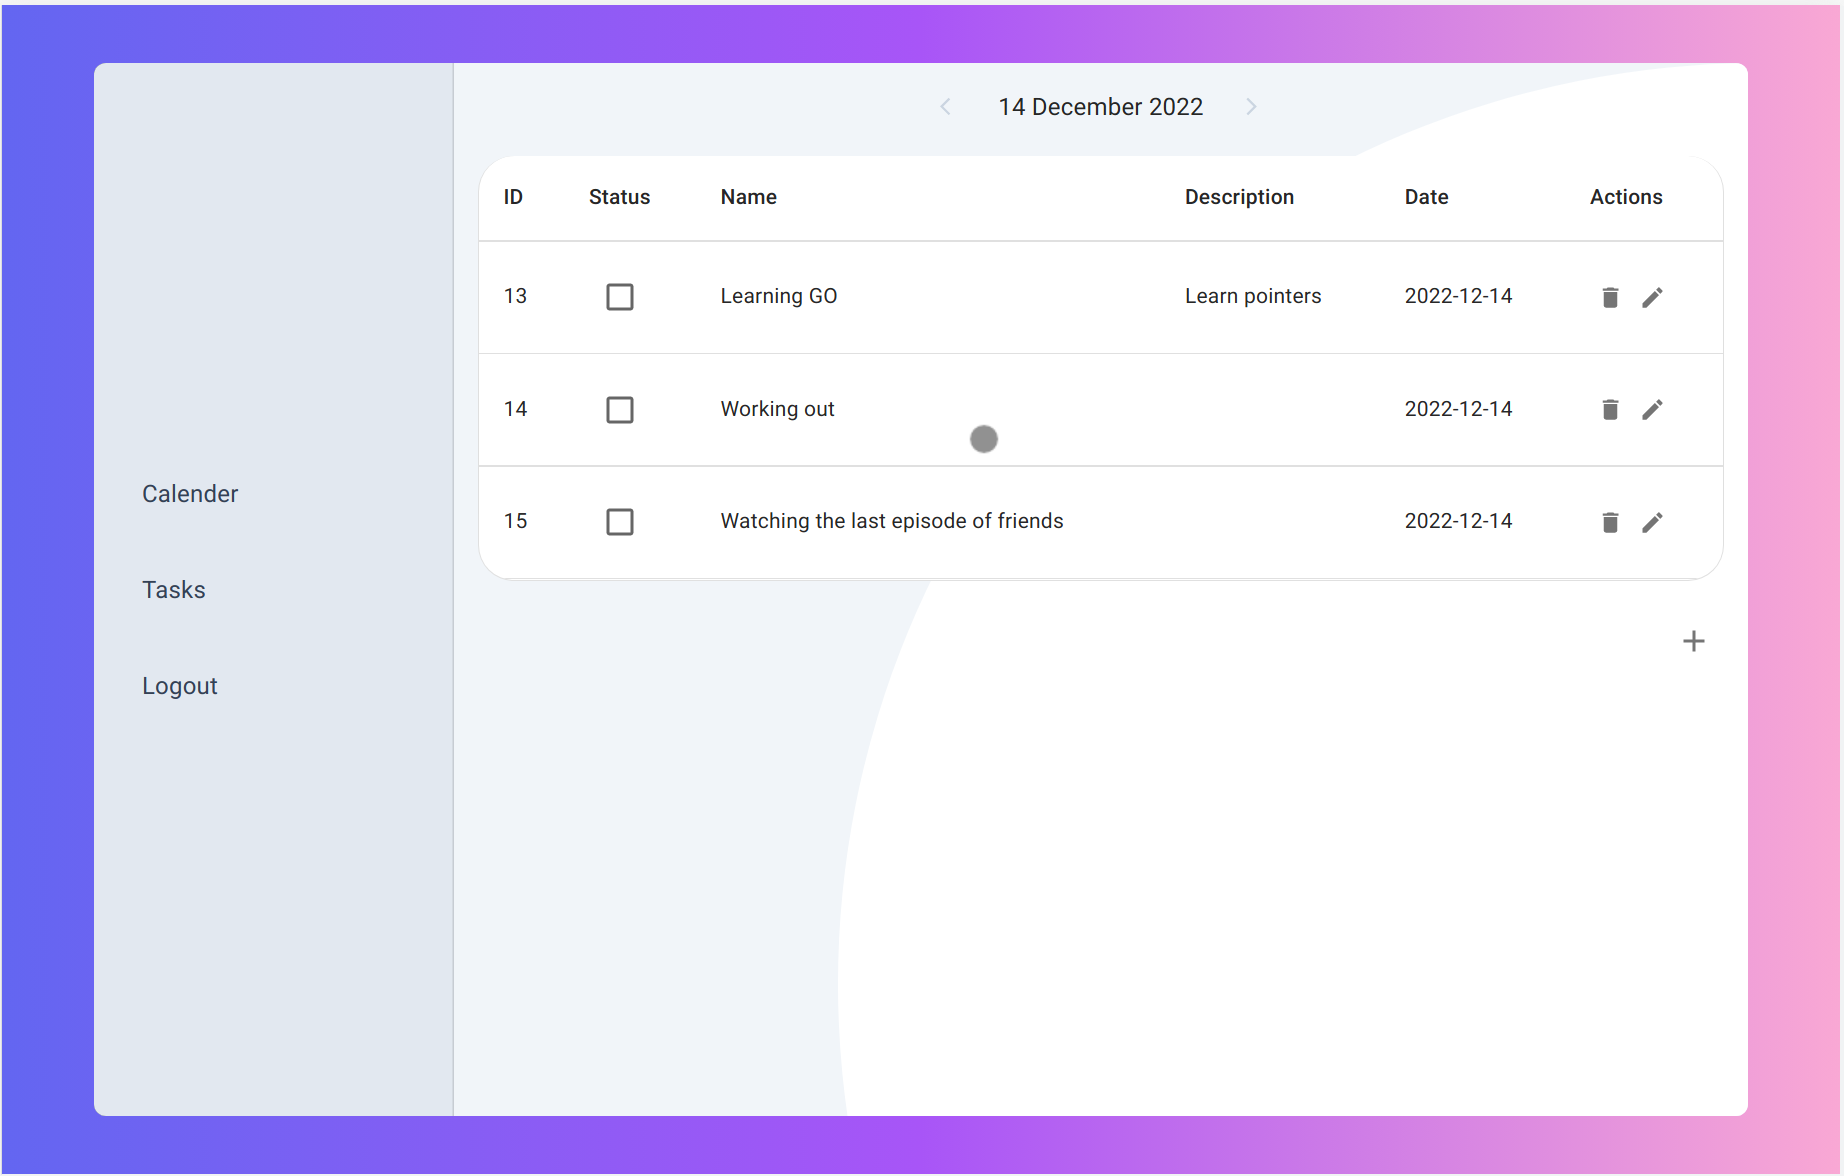 14 December 2022
ID Status Name Description Date Actions
13 Learning GO Learn pointers 2022-12-14
14 Working out 2022-12-14
15 Watching the last episode of friends 2022-12-14
Calender
Tasks
Logout